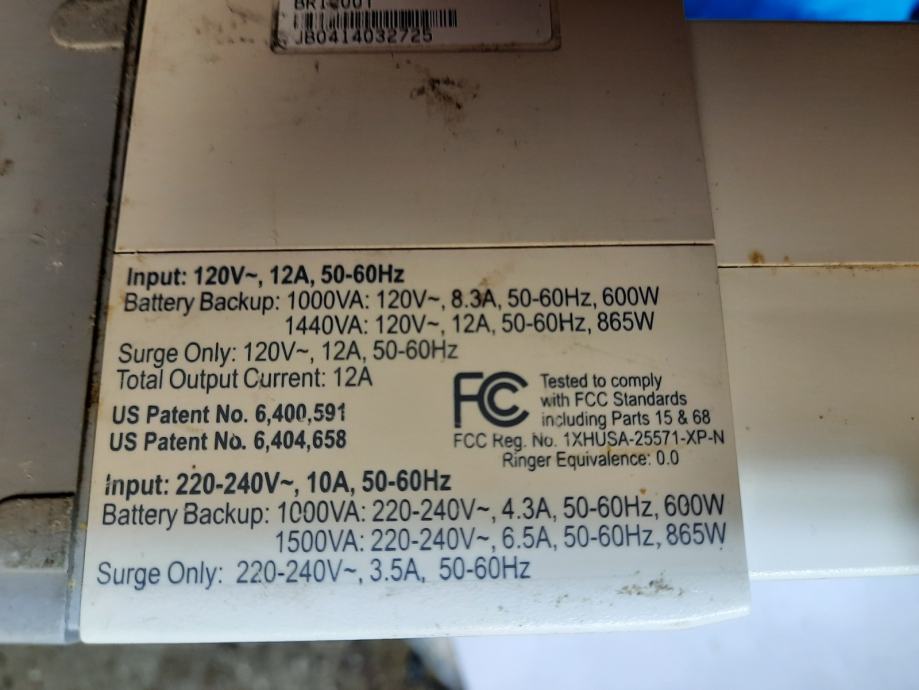 JB0414032725
Input: 120V~, 12A, 50-60Hz
Battery Backup: 1000VA: 120V~, 8.3A, 50-60Hz, 600W
1440VA: 120V~, 12A, 50-60Hz, 865W
Surge Only: 120V~, 12A, 50-60Hz
Total Output Current: 12A
US Patent No. 6,400,591
US Patent No. 6,404,658
FC
Tested to comply
with FCC Standards
including Parts 15 & 68
FCC Reg. No. 1XHUSA-25571-XP-N
Ringer Equivalence: 0.0
Input: 220-240V~, 10A, 50-60Hz
Battery Backup: 1000VA: 220-240V~, 4.3A, 50-60Hz, 600W
1500VA: 220-240V~, 6.5A, 50-60Hz, 865W
Surge Only: 220-240V~, 3.5A, 50-60Hz